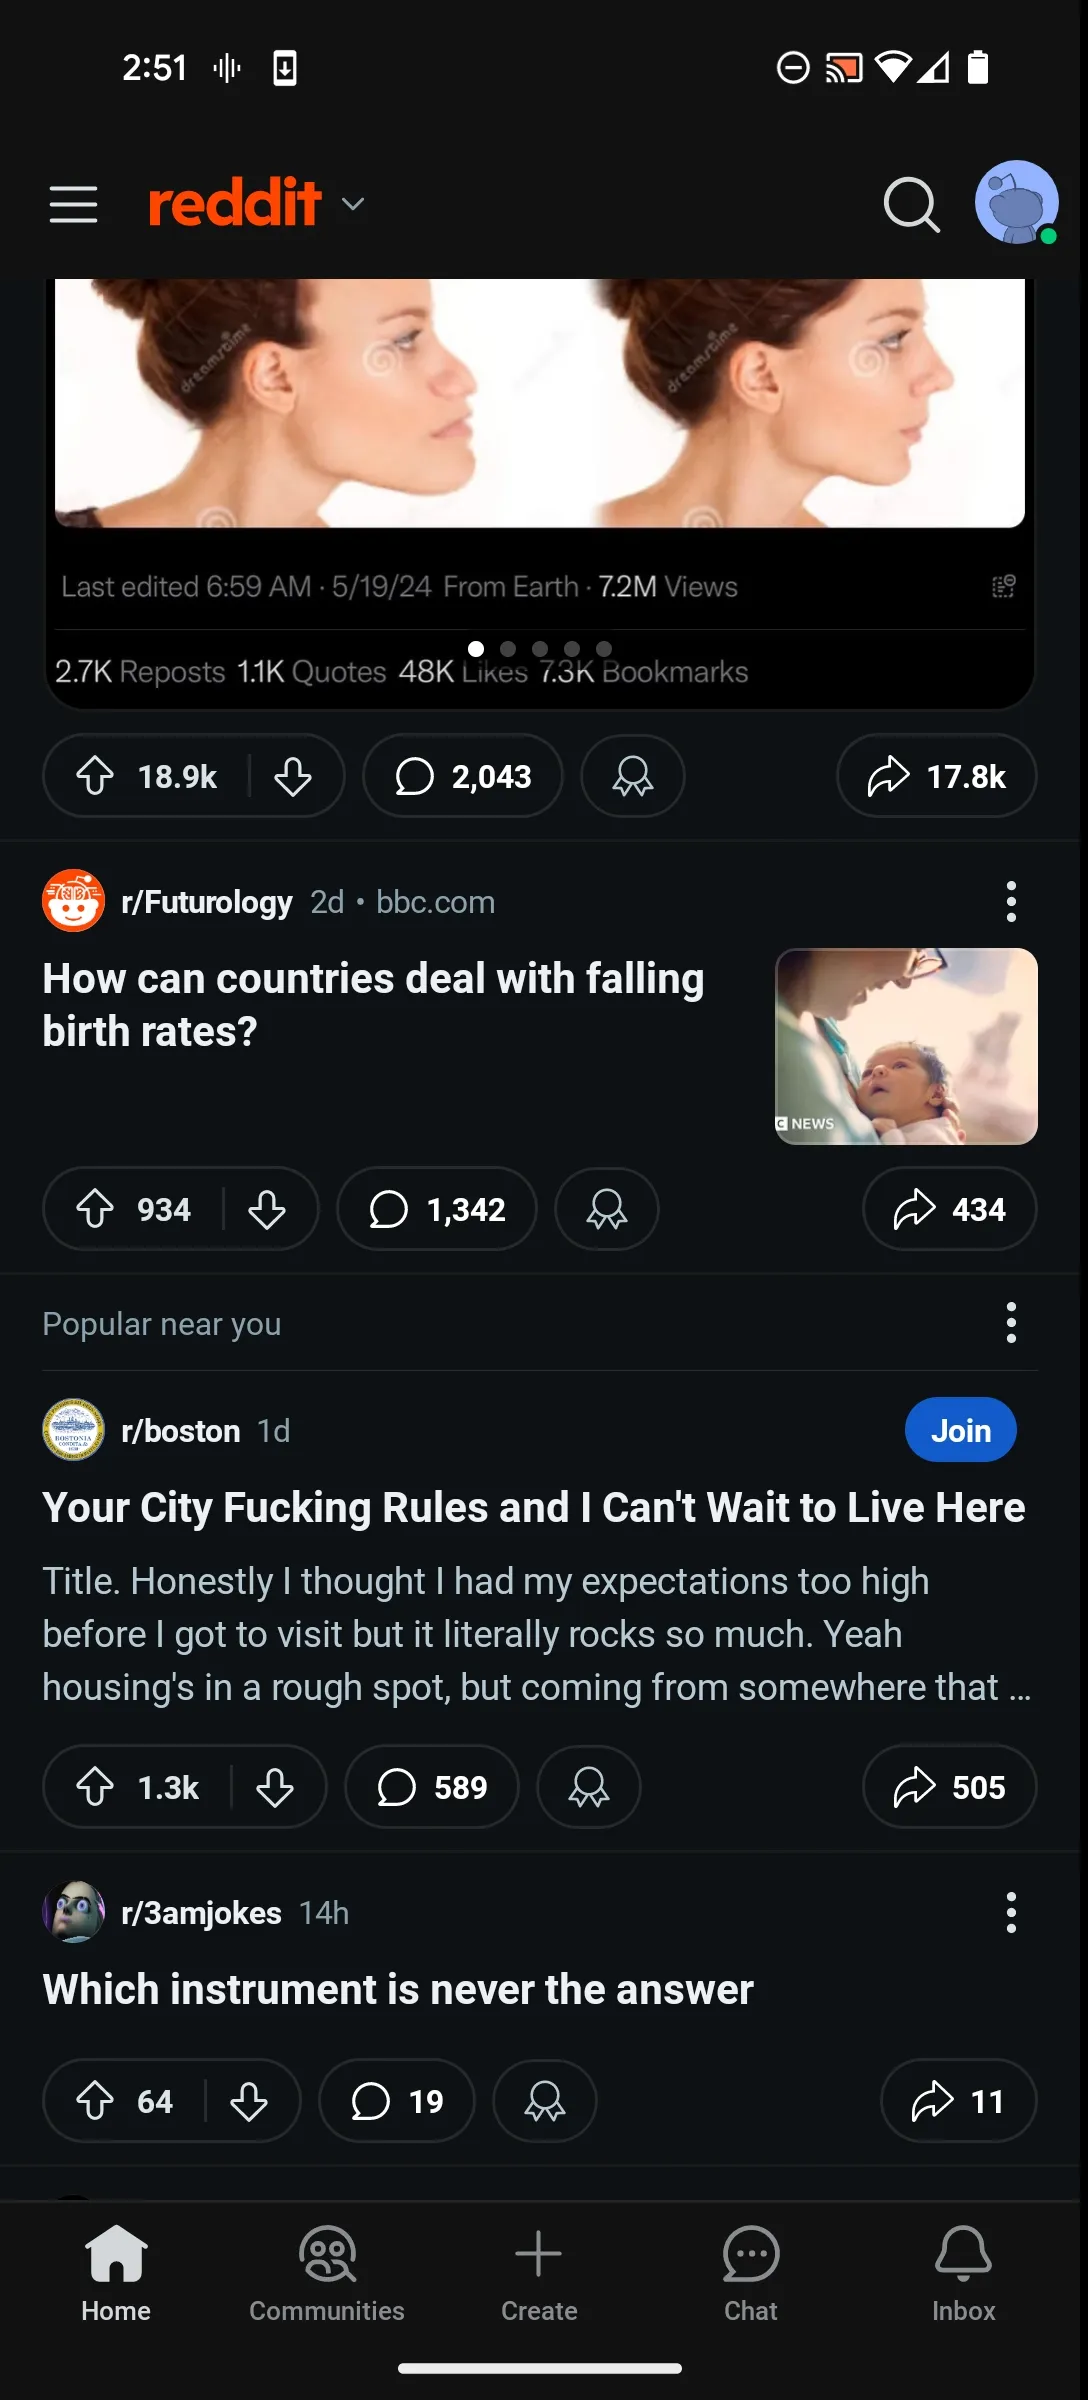 2:51
reddit
dreamstime
dreamstime
Last edited 6:59 AM · 5/19/24 From Earth · 7.2M Views
2.7K Reposts 1.1K Quotes 48K Likes 7.3K Bookmarks
18.9k
2,043
17.8k
r/Futurology 2d • bbc.com
How can countries deal with falling
birth rates?
C NEWS
934
1,342
434
Popular near you
BOSTONIA
r/boston 1d
Join
Your City Fucking Rules and I Can't Wait to Live Here
Title. Honestly I thought I had my expectations too high
before I got to visit but it literally rocks so much. Yeah
housing's in a rough spot, but coming from somewhere that ...
1.3k
589
505
r/3amjokes 14h
Which instrument is never the answer
64
19
11
Home
Communities
Create
Chat
Inbox